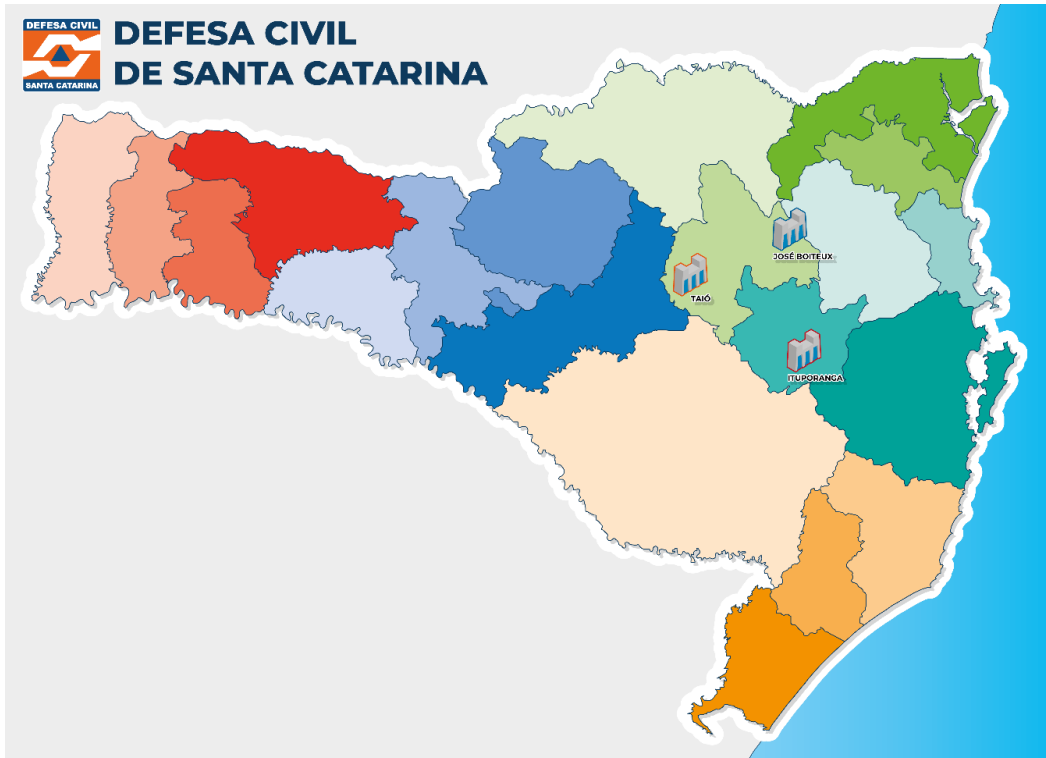 DEFESA CIVIL
SANTA CATARINA
DEFESA CIVIL
DE SANTA CATARINA
JOSÉ BOITEUX
TAIÓ
ITUPORANGA